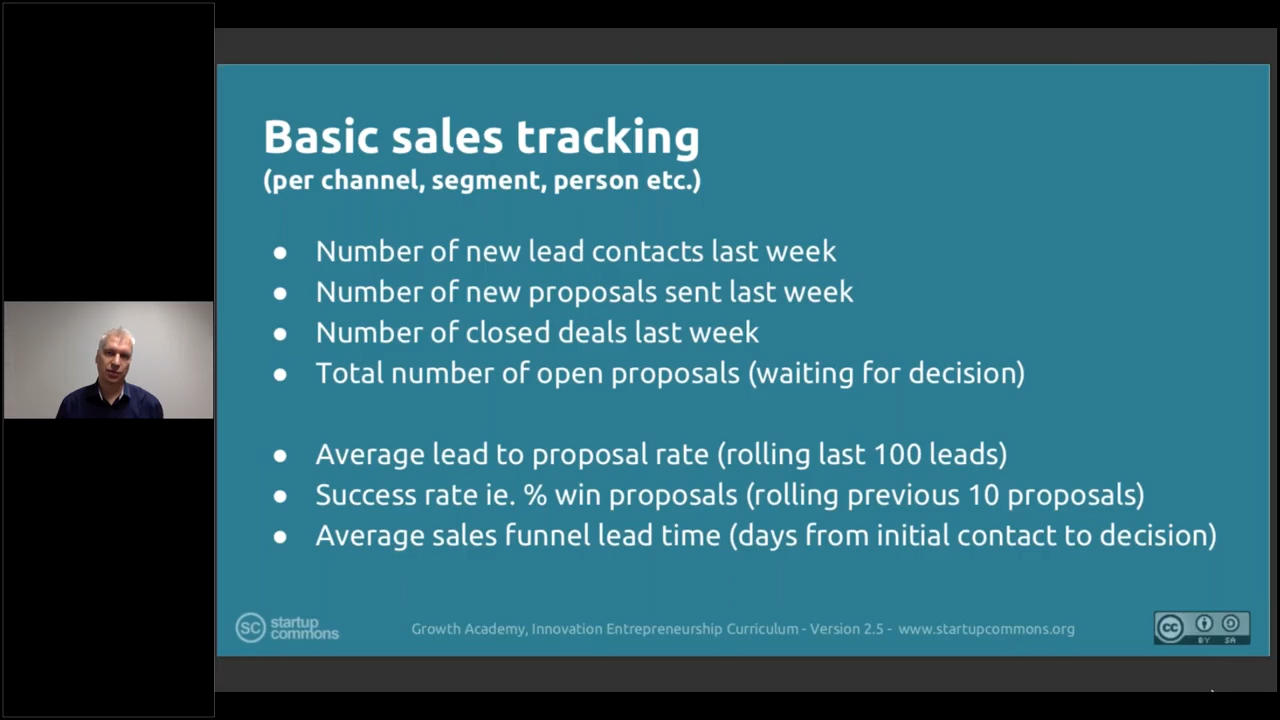 Basic sales tracking
(per channel, segment, person etc.)
● Number of new lead contacts last week
● Number of new proposals sent last week
● Number of closed deals last week
● Total number of open proposals (waiting for decision)
● Average lead to proposal rate (rolling last 100 leads)
● Success rate ie. % win proposals (rolling previous 10 proposals)
● Average sales funnel lead time (days from initial contact to decision)
SC startup
commons
Growth Academy, Innovation Entrepreneurship Curriculum - Version 2.5 - www.startupcommons.org
cc
BY SA